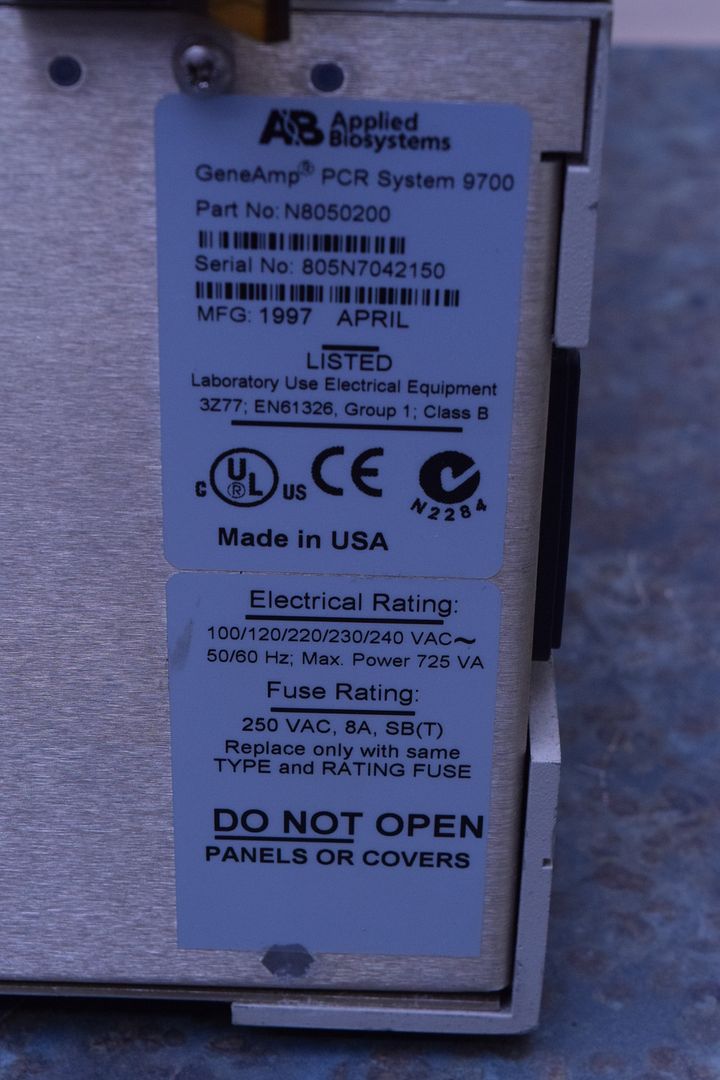 AB Applied
Biosystems
GeneAmp® PCR System 9700
Part No: N8050200
Serial No: 805N7042150
MFG: 1997 APRIL
LISTED
Laboratory Use Electrical Equipment
3Z77; EN61326, Group 1; Class B
C UL® US CE N2284
Made in USA
Electrical Rating:
100/120/220/230/240 VAC~
50/60 Hz; Max. Power 725 VA
Fuse Rating:
250 VAC, 8A, SB(T)
Replace only with same
TYPE and RATING FUSE
DO NOT OPEN
PANELS OR COVERS